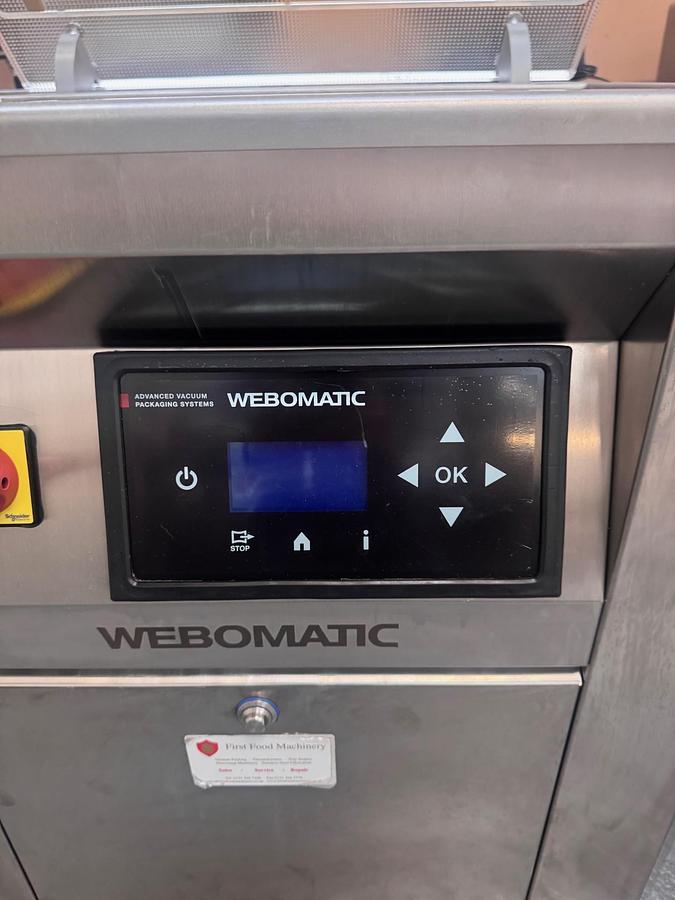 ADVANCED VACUUM
PACKAGING SYSTEMS
WEBOMATIC
OK
STOP
i
Schneider
WEBOMATIC
First Food Machinery
Sales - Service - Repair